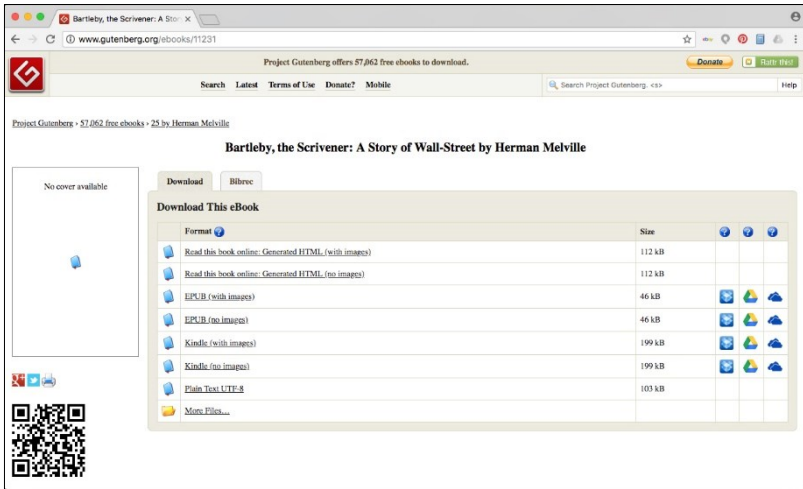 Bartleby, the Scrivener: A Stor
www.gutenberg.org/ebooks/11231
Project Gutenberg offers 57,062 free ebooks to download.
Donate
Flattr this!
Search Latest Terms of Use Donate? Mobile
Search Project Gutenberg. <s>
Help
Project Gutenberg › 57,062 free ebooks › 25 by Herman Melville
Bartleby, the Scrivener: A Story of Wall-Street by Herman Melville
No cover available
Download Bibrec
Download This eBook
Format Size
Read this book online: Generated HTML (with images) 112 kB
Read this book online: Generated HTML (no images) 112 kB
EPUB (with images) 46 kB
EPUB (no images) 46 kB
Kindle (with images) 199 kB
Kindle (no images) 199 kB
Plain Text UTF-8 103 kB
More Files…